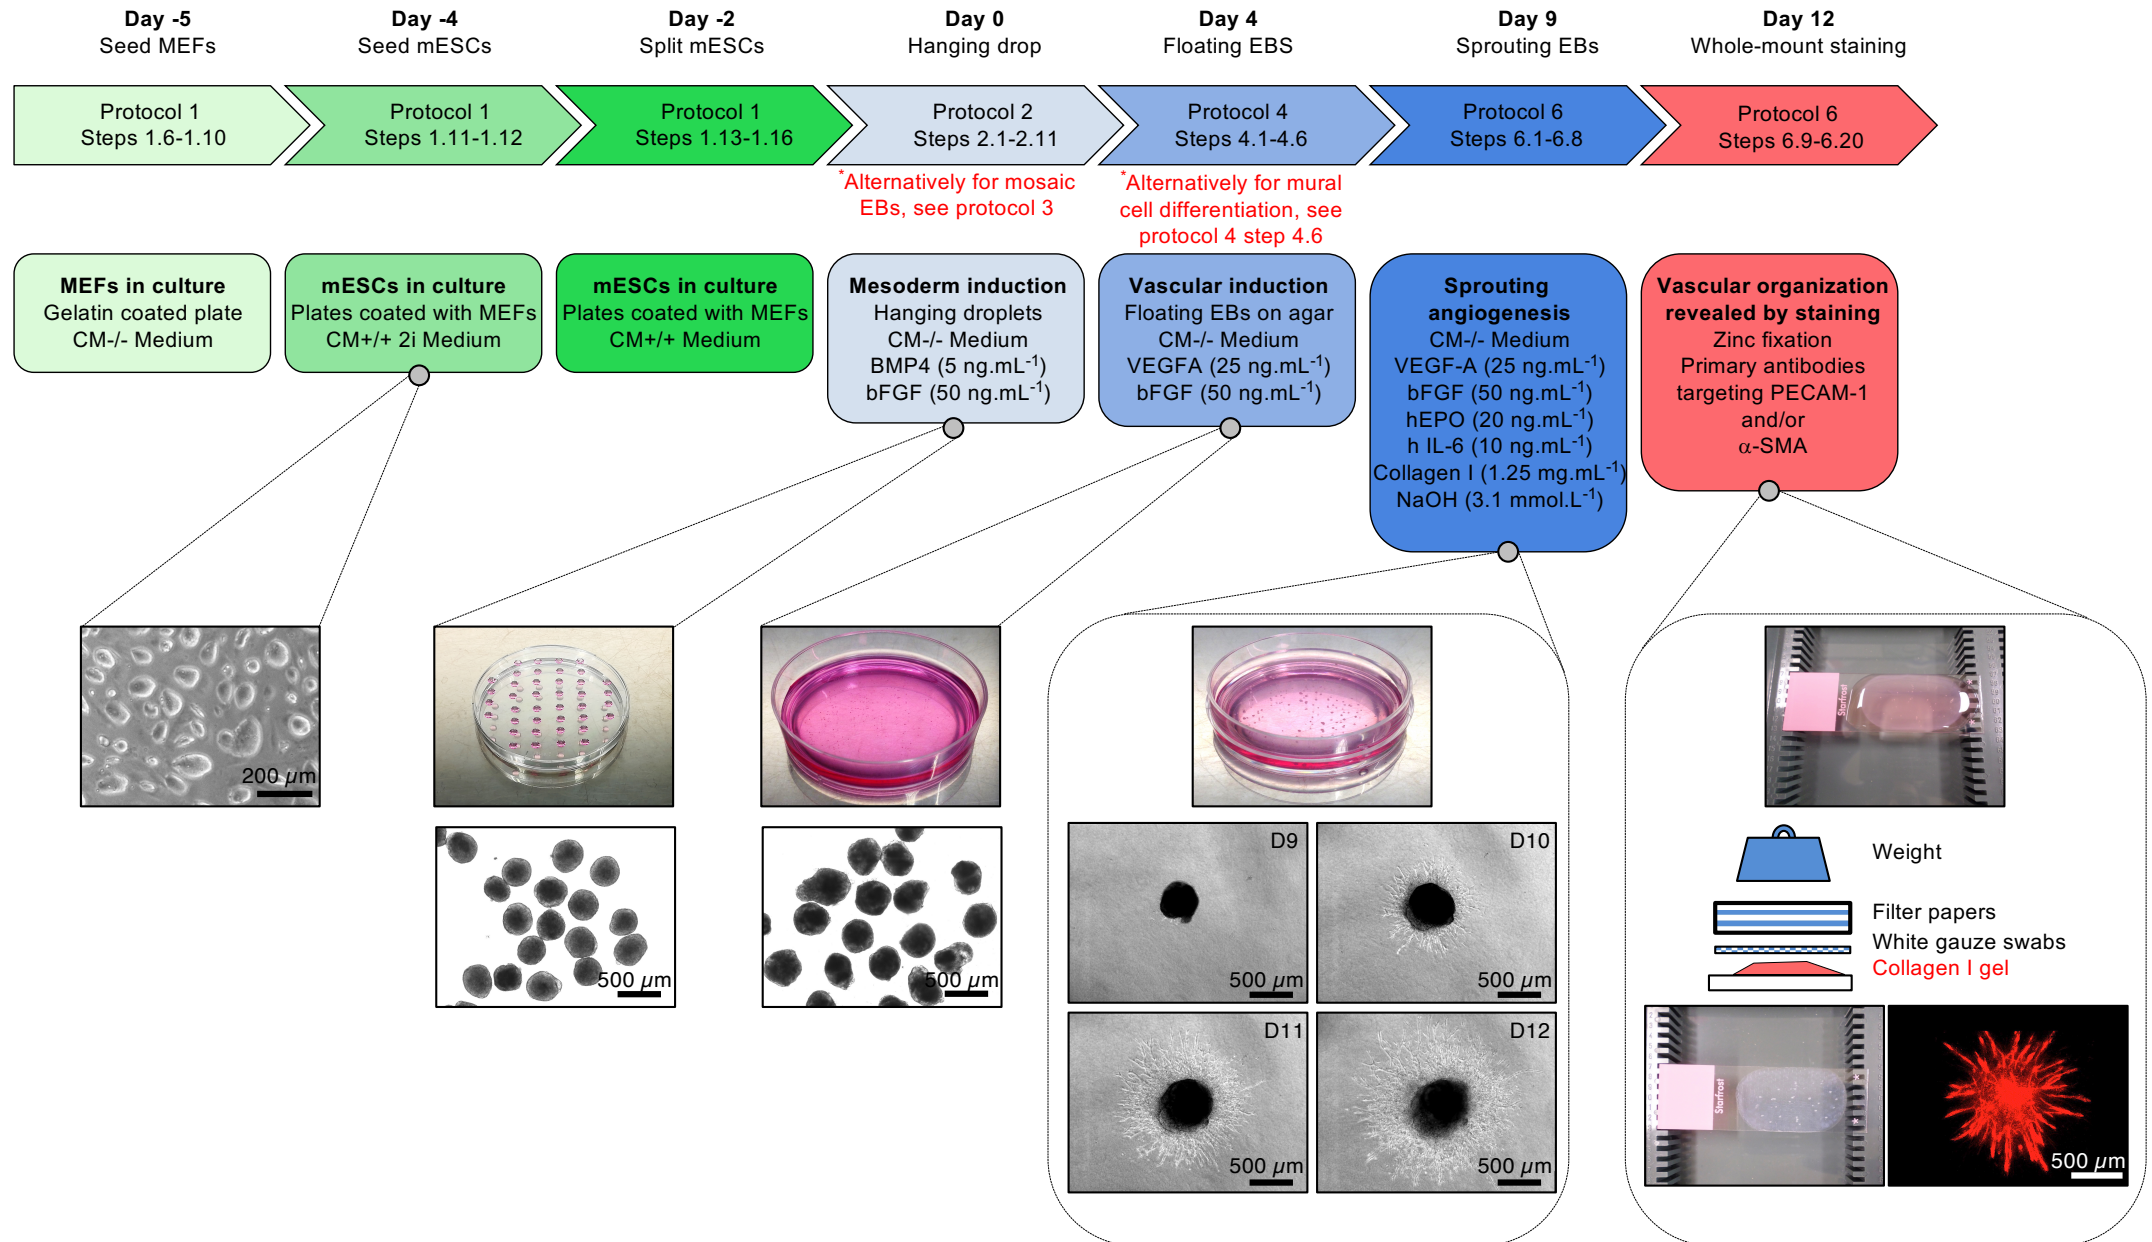 Day -5
Seed MEFs
Day -4
Seed mESCs
Day -2
Split mESCs
Day 0
Hanging drop
Day 4
Floating EBS
Day 9
Sprouting EBs
Day 12
Whole-mount staining
Protocol 1
Steps 1.6-1.10
Protocol 1
Steps 1.11-1.12
Protocol 1
Steps 1.13-1.16
Protocol 2
Steps 2.1-2.11
Protocol 4
Steps 4.1-4.6
Protocol 6
Steps 6.1-6.8
Protocol 6
Steps 6.9-6.20
*Alternatively for mosaic
EBs, see protocol 3
*Alternatively for mural
cell differentiation, see
protocol 4 step 4.6
MEFs in culture
Gelatin coated plate
CM-/- Medium
mESCs in culture
Plates coated with MEFs
CM+/+ 2i Medium
mESCs in culture
Plates coated with MEFs
CM+/+ Medium
Mesoderm induction
Hanging droplets
CM-/- Medium
BMP4 (5 ng.mL⁻¹)
bFGF (50 ng.mL⁻¹)
Vascular induction
Floating EBs on agar
CM-/- Medium
VEGFA (25 ng.mL⁻¹)
bFGF (50 ng.mL⁻¹)
Sprouting
angiogenesis
CM-/- Medium
VEGF-A (25 ng.mL⁻¹)
bFGF (50 ng.mL⁻¹)
hEPO (20 ng.mL⁻¹)
h IL-6 (10 ng.mL⁻¹)
Collagen I (1.25 mg.mL⁻¹)
NaOH (3.1 mmol.L⁻¹)
Vascular organization
revealed by staining
Zinc fixation
Primary antibodies
targeting PECAM-1
and/or
α-SMA
200 µm
500 µm
500 µm
D9
500 µm
D10
500 µm
D11
500 µm
D12
500 µm
Starfrost
Weight
Filter papers
White gauze swabs
Collagen I gel
Starfrost
500 µm